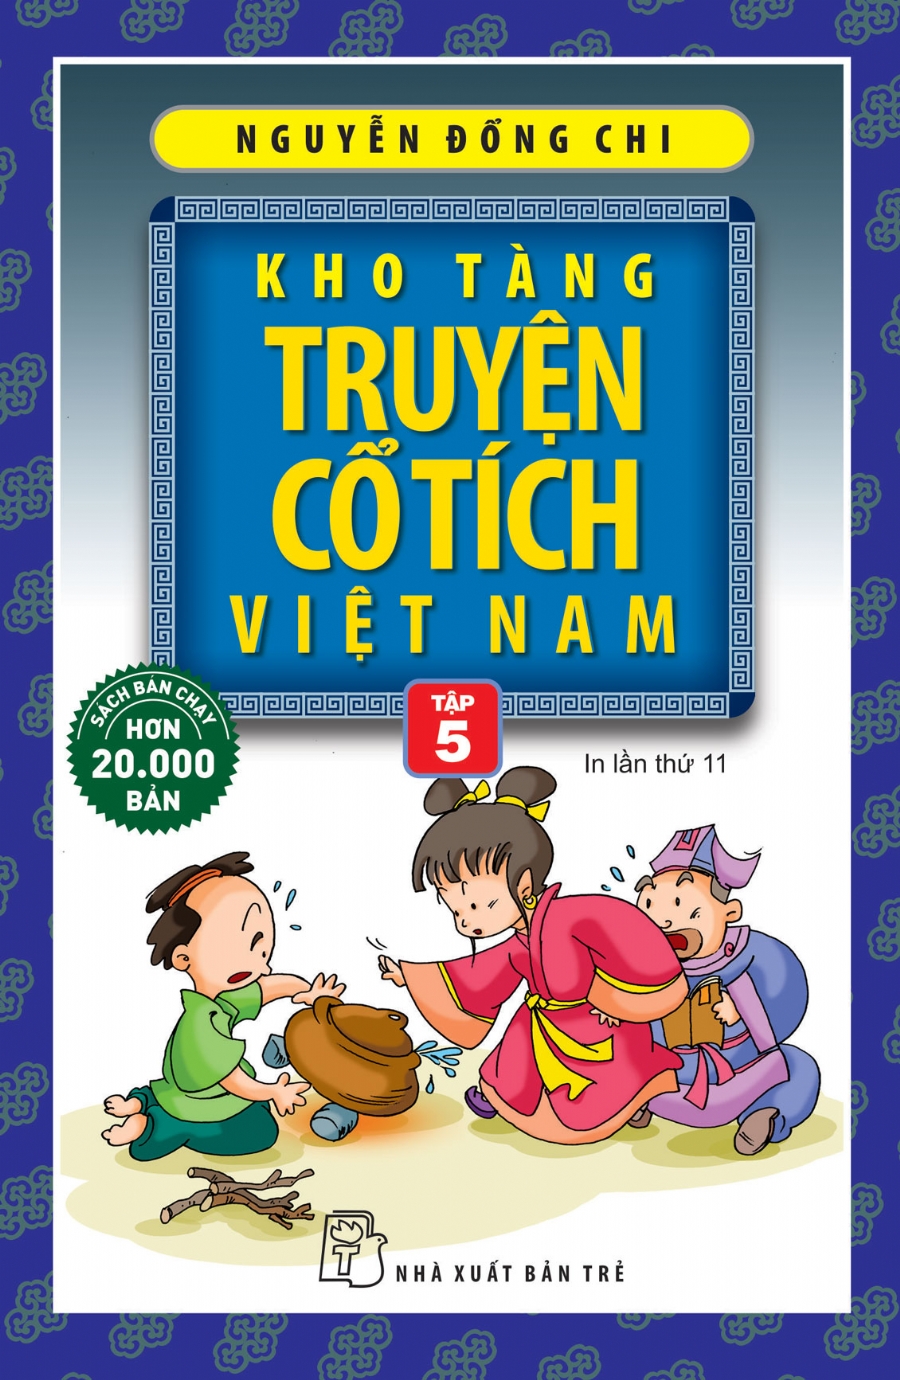 NGUYỄN ĐỔNG CHI
KHO TÀNG
TRUYỆN
CỔ TÍCH
VIỆT NAM
TẬP
5
SÁCH BÁN CHẠY
HƠN
20.000
BẢN
In lần thứ 11
T
NHÀ XUẤT BẢN TRẺ